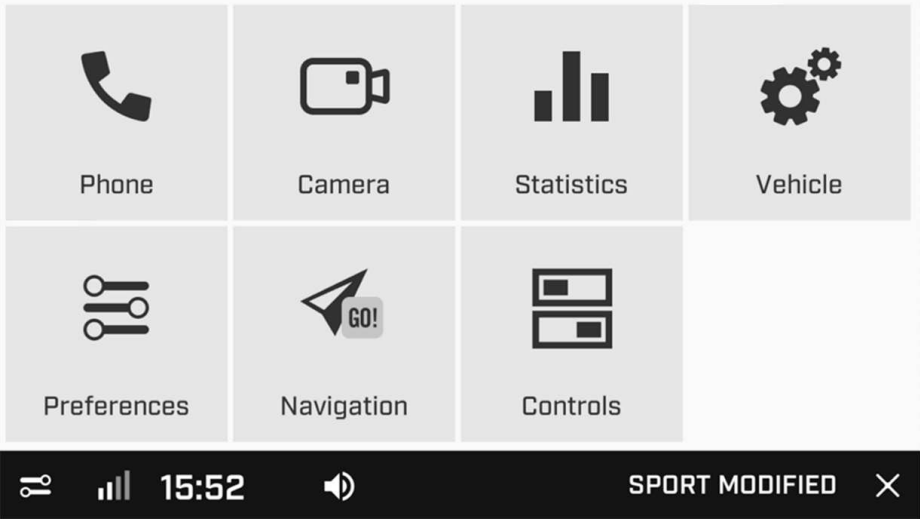 Phone
Camera
Statistics
Vehicle
GO!
Preferences
Navigation
Controls
15:52
SPORT MODIFIED